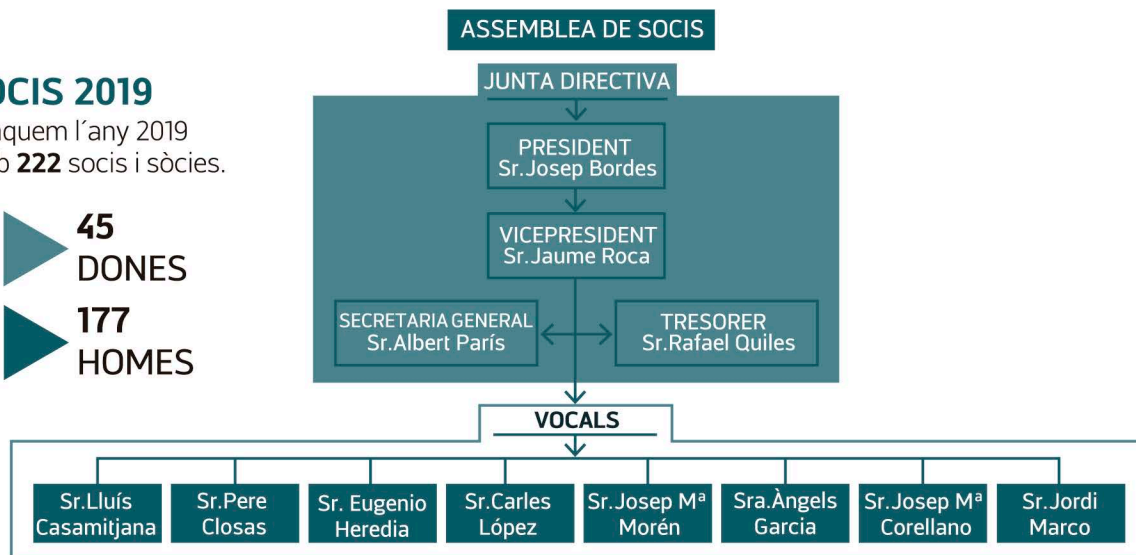 ASSEMBLEA DE SOCIS
OCIS 2019
quem l´any 2019
222 socis i sòcies.
45
DONES
177
HOMES
JUNTA DIRECTIVA
PRESIDENT
Sr.Josep Bordes
VICEPRESIDENT
Sr.Jaume Roca
SECRETARIA GENERAL
Sr.Albert París
TRESORER
Sr.Rafael Quiles
VOCALS
Sr.Lluís
Casamitjana
Sr.Pere
Closas
Sr. Eugenio
Heredia
Sr.Carles
López
Sr.Josep Mª
Morén
Sra.Àngels
Garcia
Sr.Josep Mª
Corellano
Sr.Jordi
Marco